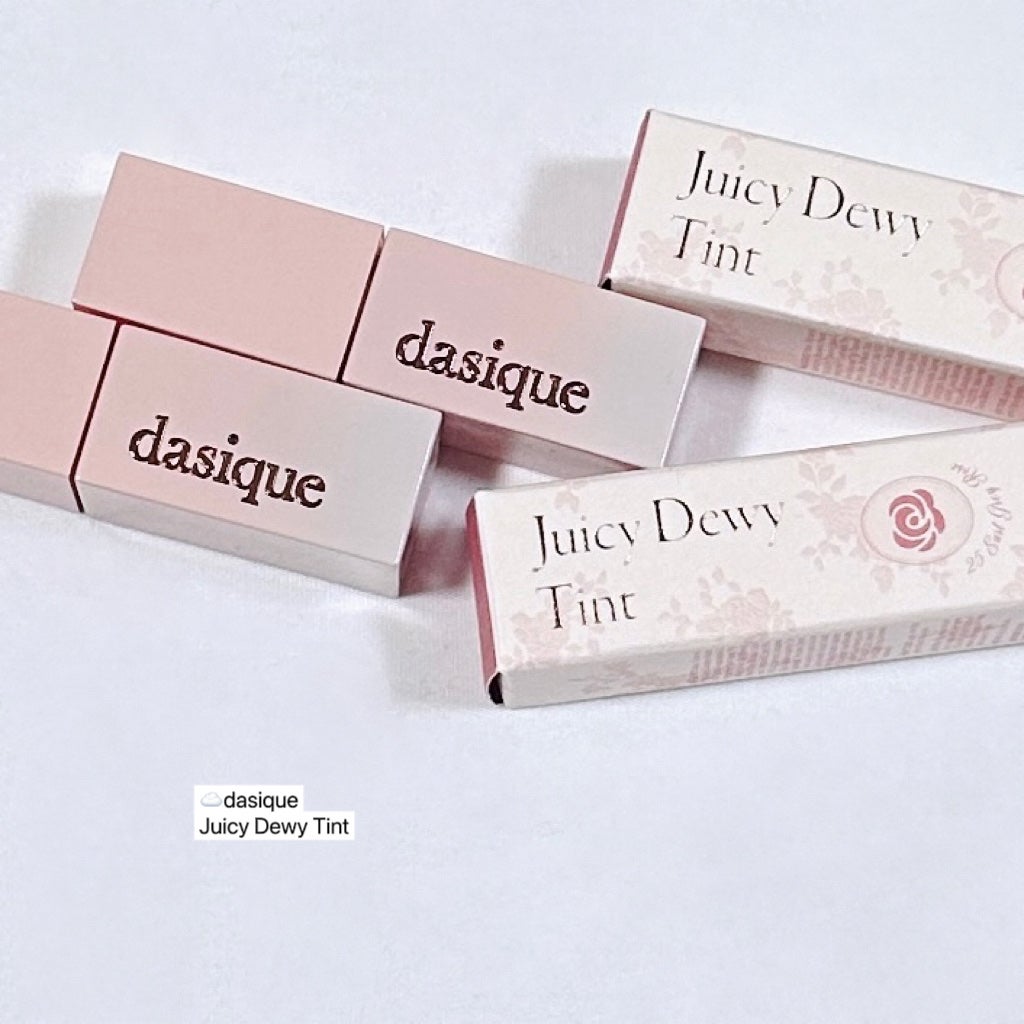 Juicy Dewy
Tint
dasique
dasique
Juicy Dewy
Tint
☁️dasique
Juicy Dewy Tint